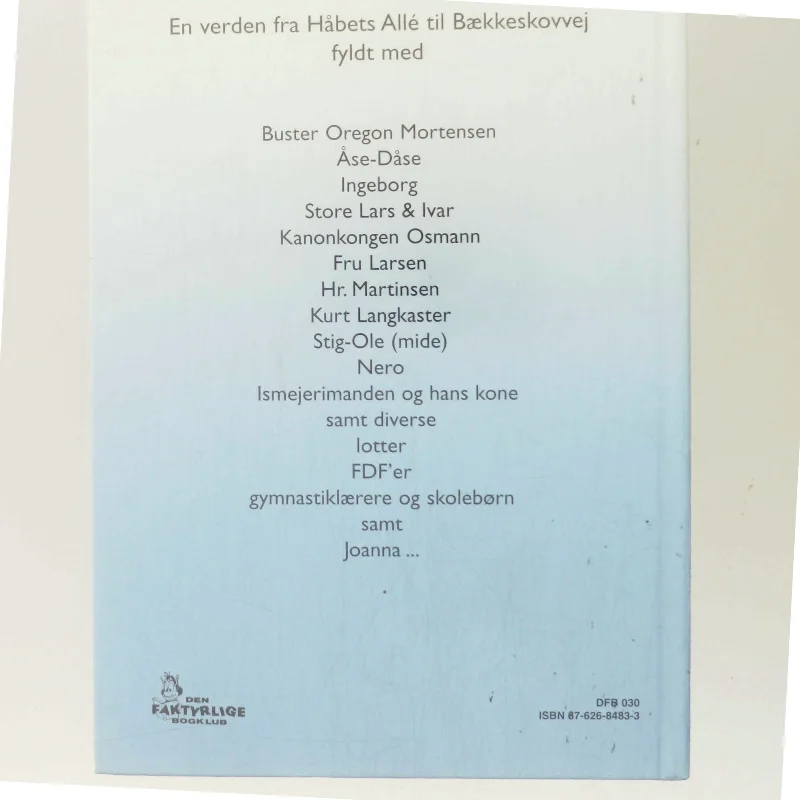 En verden fra Håbets Allé til Bækkeskovvej
fyldt med
Buster Oregon Mortensen
Åse-Dåse
Ingeborg
Store Lars & Ivar
Kanonkongen Osmann
Fru Larsen
Hr. Martinsen
Kurt Langkaster
Stig-Ole (mide)
Nero
Ismejerimanden og hans kone
samt diverse
lotter
FDF'er
gymnastiklærere og skolebørn
samt
Joanna ...
DEN
FAKTYRLIGE
BOGKLUB
DFB 030
ISBN 87-626-8483-3